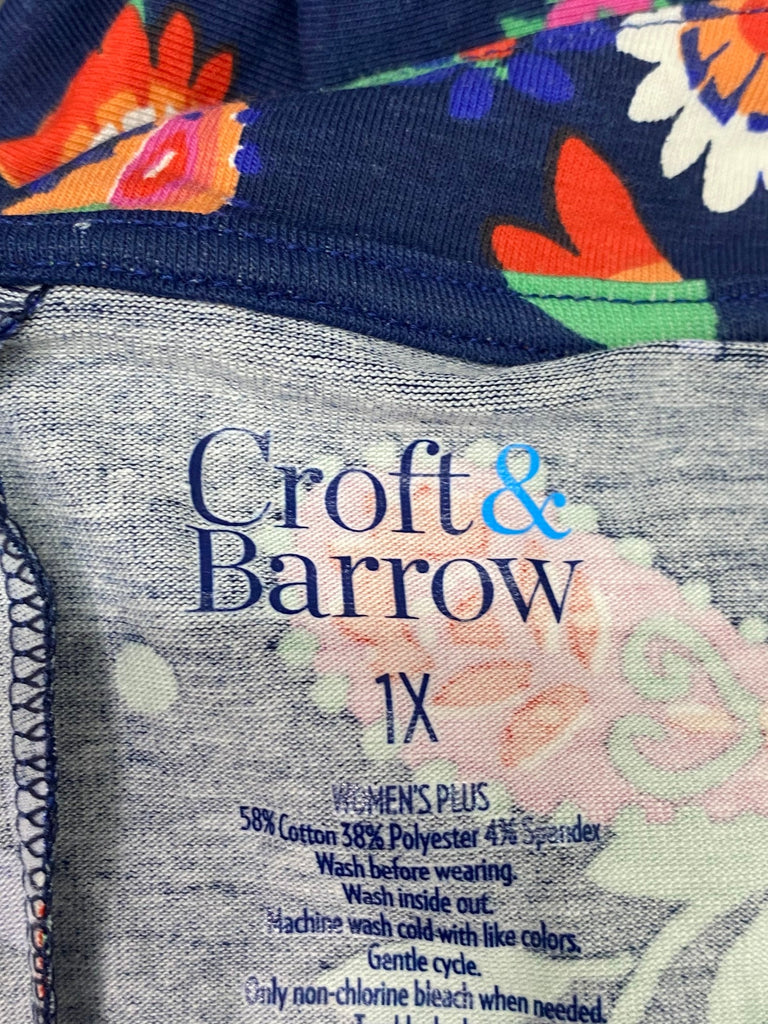 Croft&
Barrow
1X
WOMEN'S PLUS
58% Cotton 38% Polyester 4% Spandex
Wash before wearing.
Wash inside out.
Machine wash cold with like colors.
Gentle cycle.
Only non-chlorine bleach when needed.